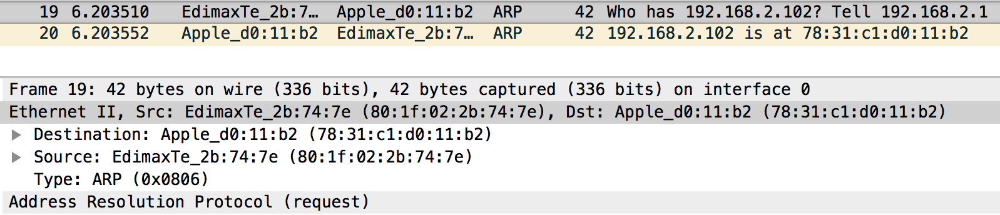 19 6.203510 EdimaxTe_2b:7… Apple_d0:11:b2 ARP 42 Who has 192.168.2.102? Tell 192.168.2.1
20 6.203552 Apple_d0:11:b2 EdimaxTe_2b:7… ARP 42 192.168.2.102 is at 78:31:c1:d0:11:b2
Frame 19: 42 bytes on wire (336 bits), 42 bytes captured (336 bits) on interface 0
Ethernet II, Src: EdimaxTe_2b:74:7e (80:1f:02:2b:74:7e), Dst: Apple_d0:11:b2 (78:31:c1:d0:11:b2)
Destination: Apple_d0:11:b2 (78:31:c1:d0:11:b2)
Source: EdimaxTe_2b:74:7e (80:1f:02:2b:74:7e)
Type: ARP (0x0806)
Address Resolution Protocol (request)